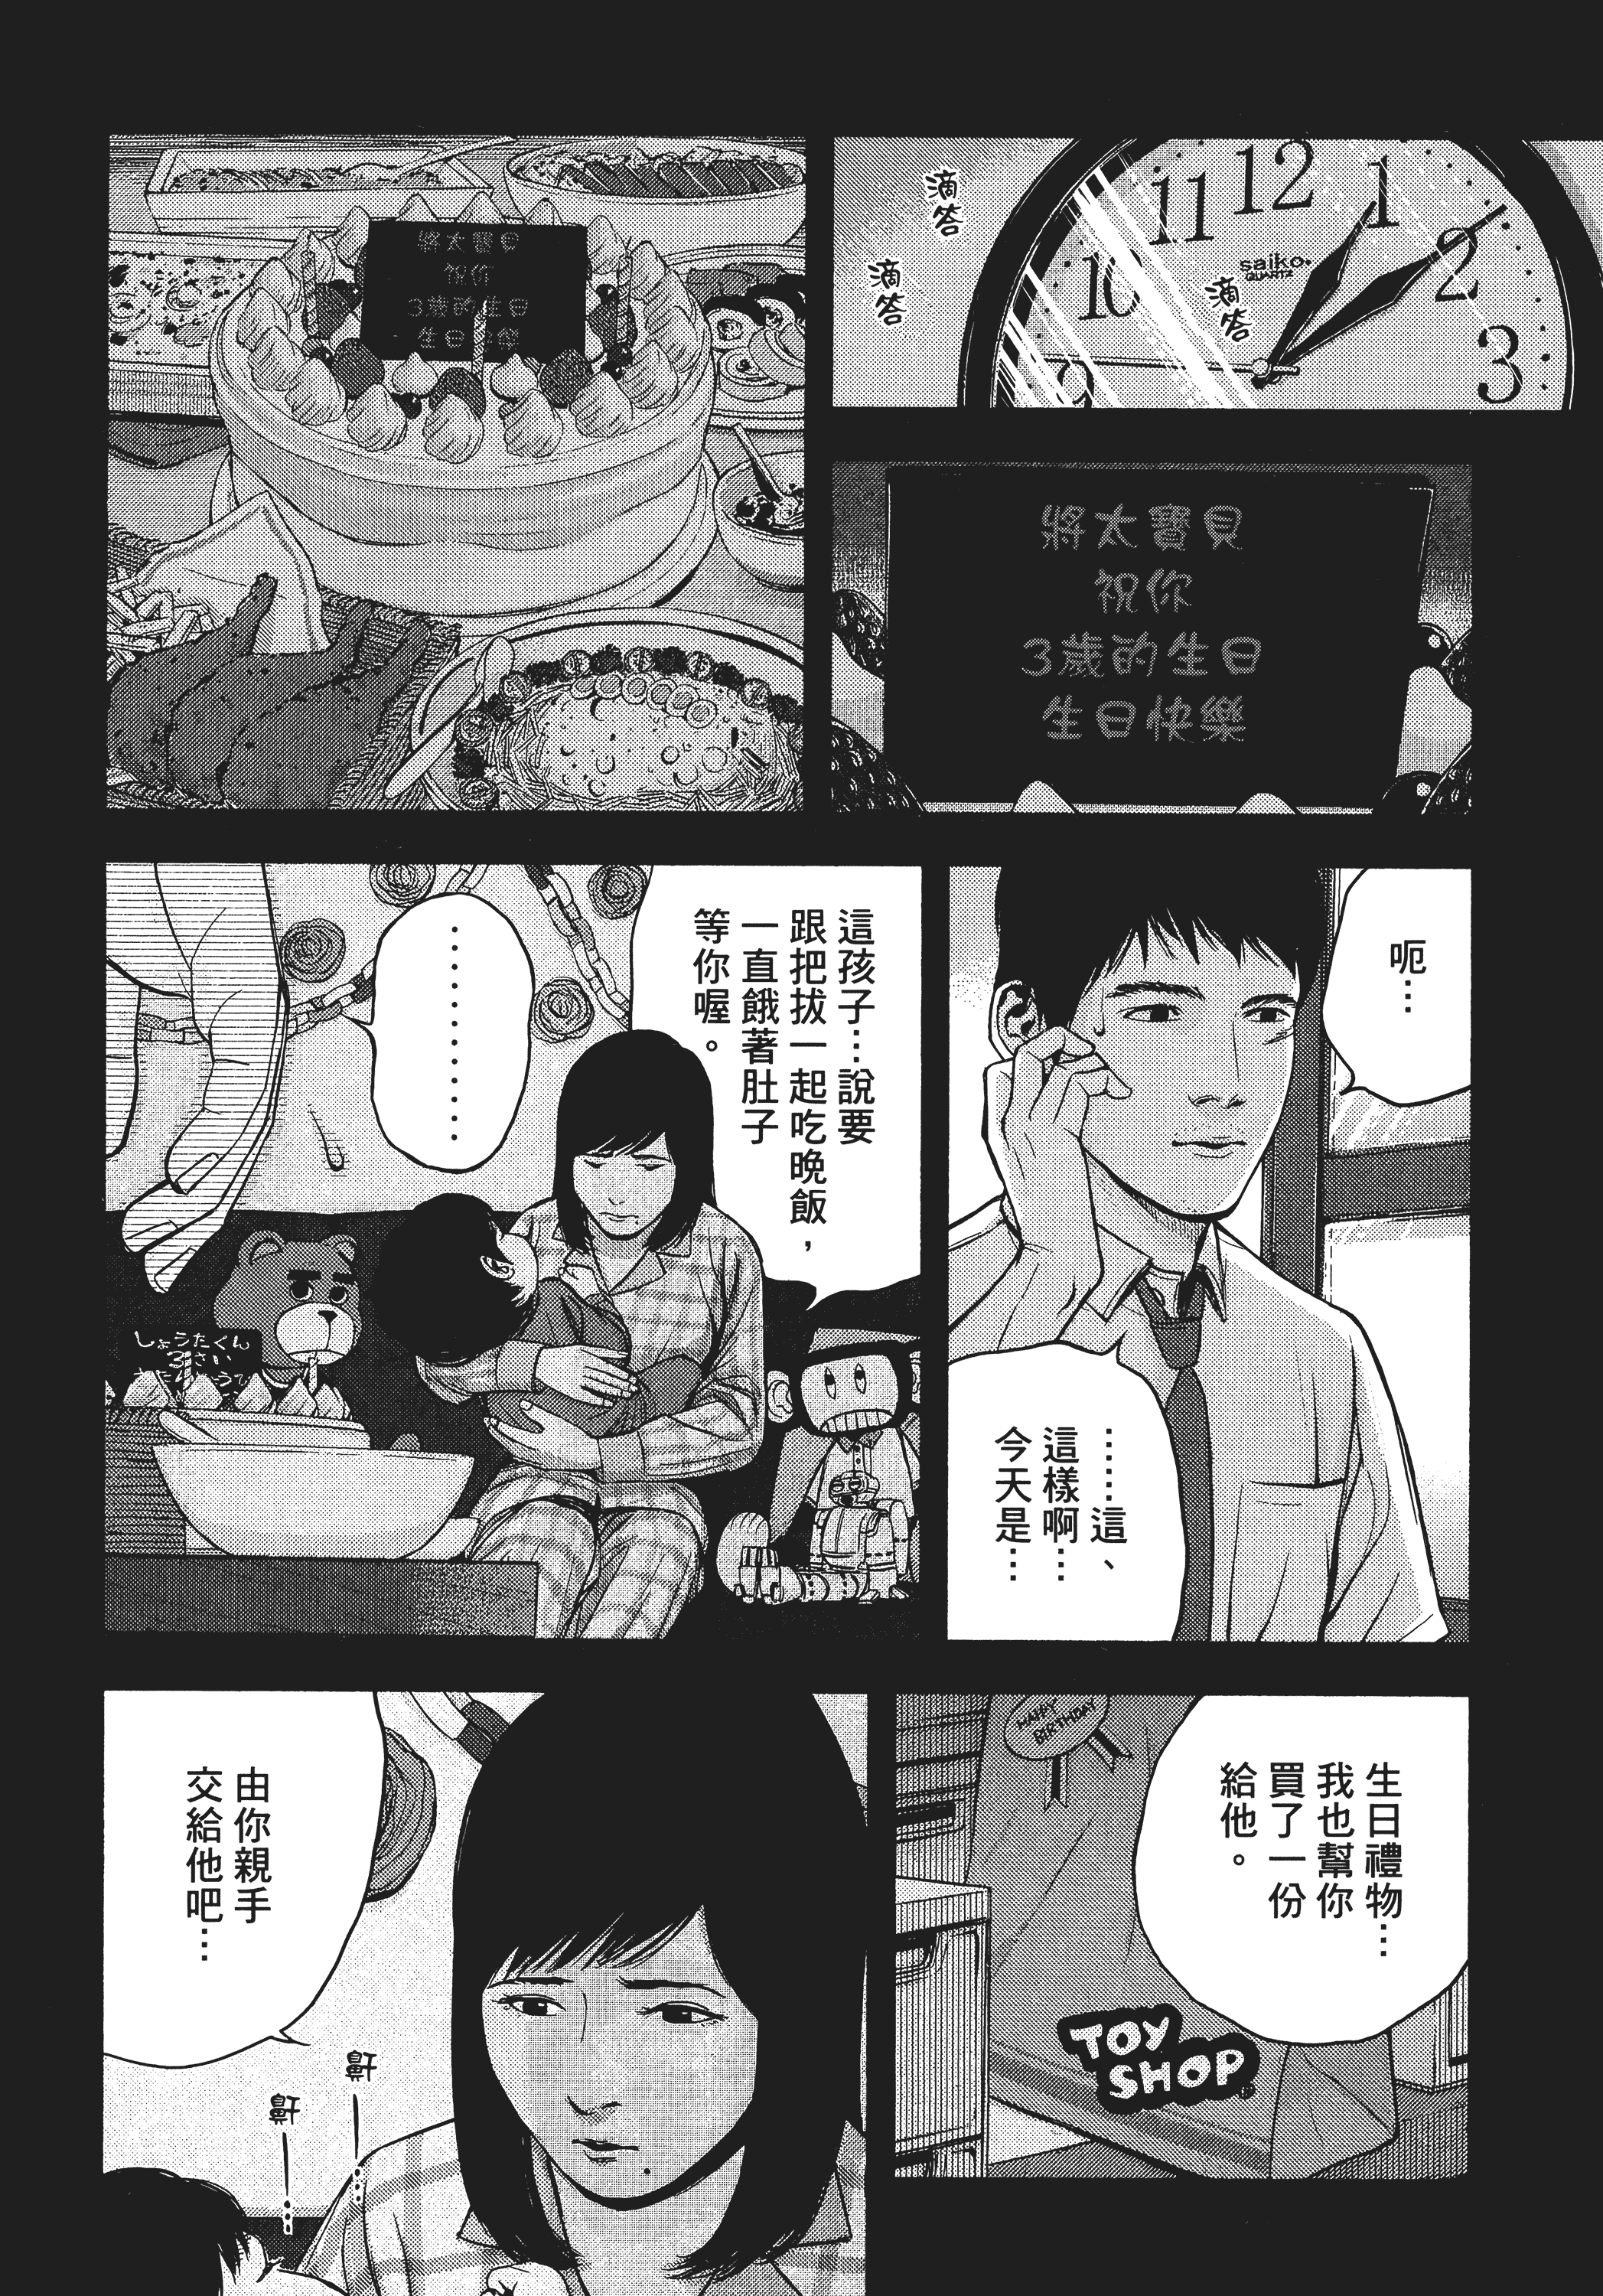 滴答
滴答
滴答
12
1
2
3
9
10
11
saiko
QUARTZ
將太寶貝
祝你
3歲的生日
生日快樂
將太寶貝
祝你
3歲的生日
生日
樂
呃…
……這、
這樣啊…
今天是…
這孩子…說要
跟把拔一起吃晚飯，
一直餓著肚子
等你喔。
…………
しょうたくん
3さい
生日禮物…
我也幫你
買了一份
給他。
HAPPY
BIRTHDAY
TOY
SHOP
由你親手
交給他吧…
鼾
鼾